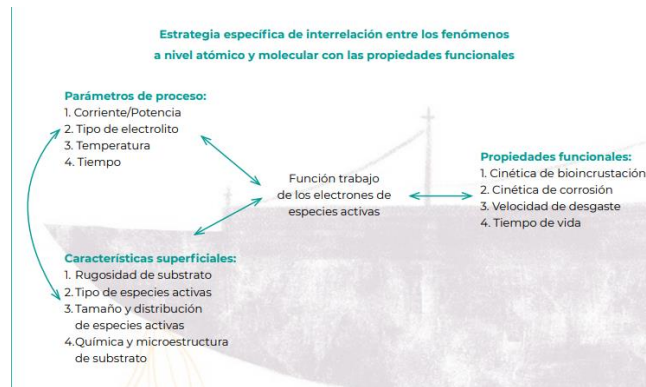 Estrategia específica de interrelación entre los fenómenos
a nivel atómico y molecular con las propiedades funcionales
Parámetros de proceso:
1. Corriente/Potencia
2. Tipo de electrolito
3. Temperatura
4. Tiempo
Función trabajo
de los electrones de
especies activas
Propiedades funcionales:
1. Cinética de bioincrustación
2. Cinética de corrosión
3. Velocidad de desgaste
4. Tiempo de vida
Características superficiales:
1. Rugosidad de substrato
2. Tipo de especies activas
3. Tamaño y distribución
de especies activas
4. Química y microestructura
de substrato